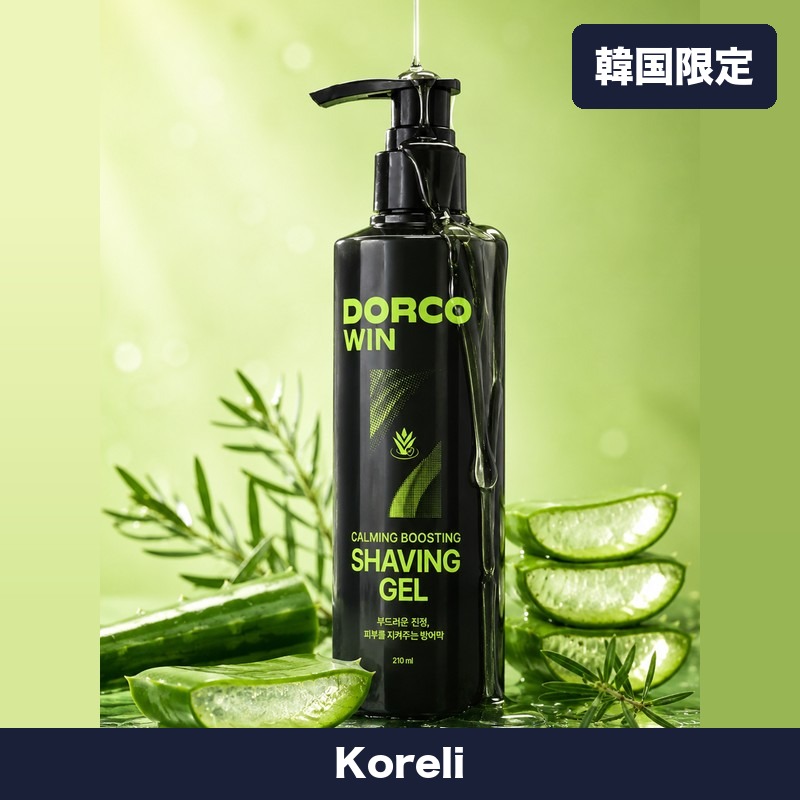 韓国限定
DORCO
WIN
CALMING BOOSTING
SHAVING
GEL
부드러운 진정,
피부를 지켜주는 방어막
210 ml
Koreli